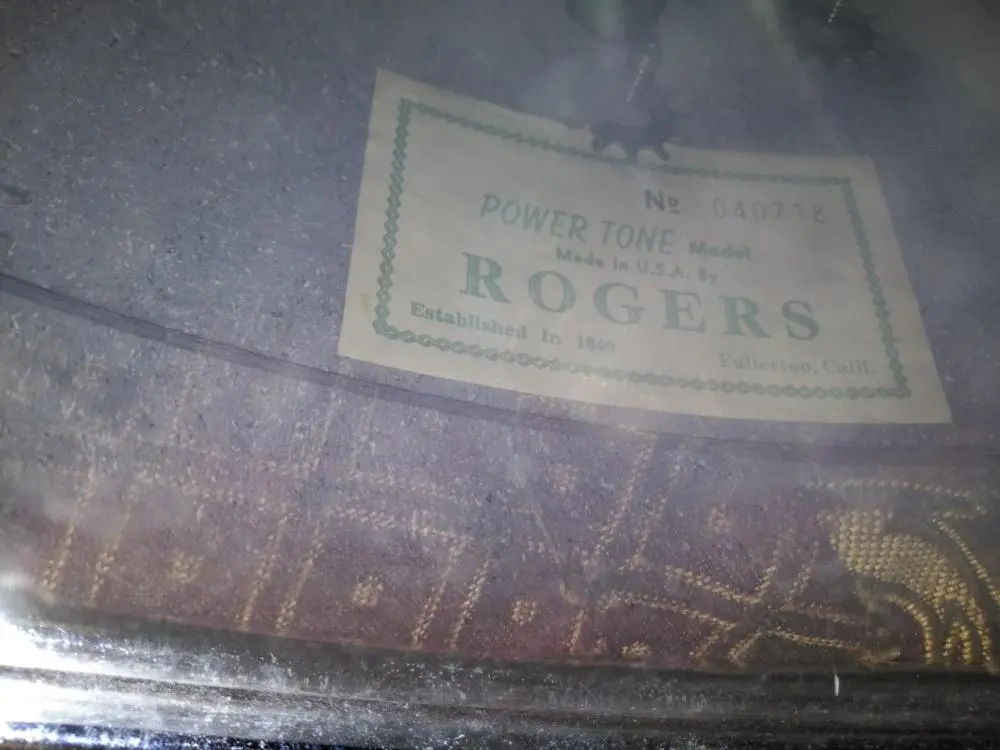 Nº 040718
POWER TONE Model
Made In U.S.A. By
ROGERS
Established In 1849
Fullerton, Calif.